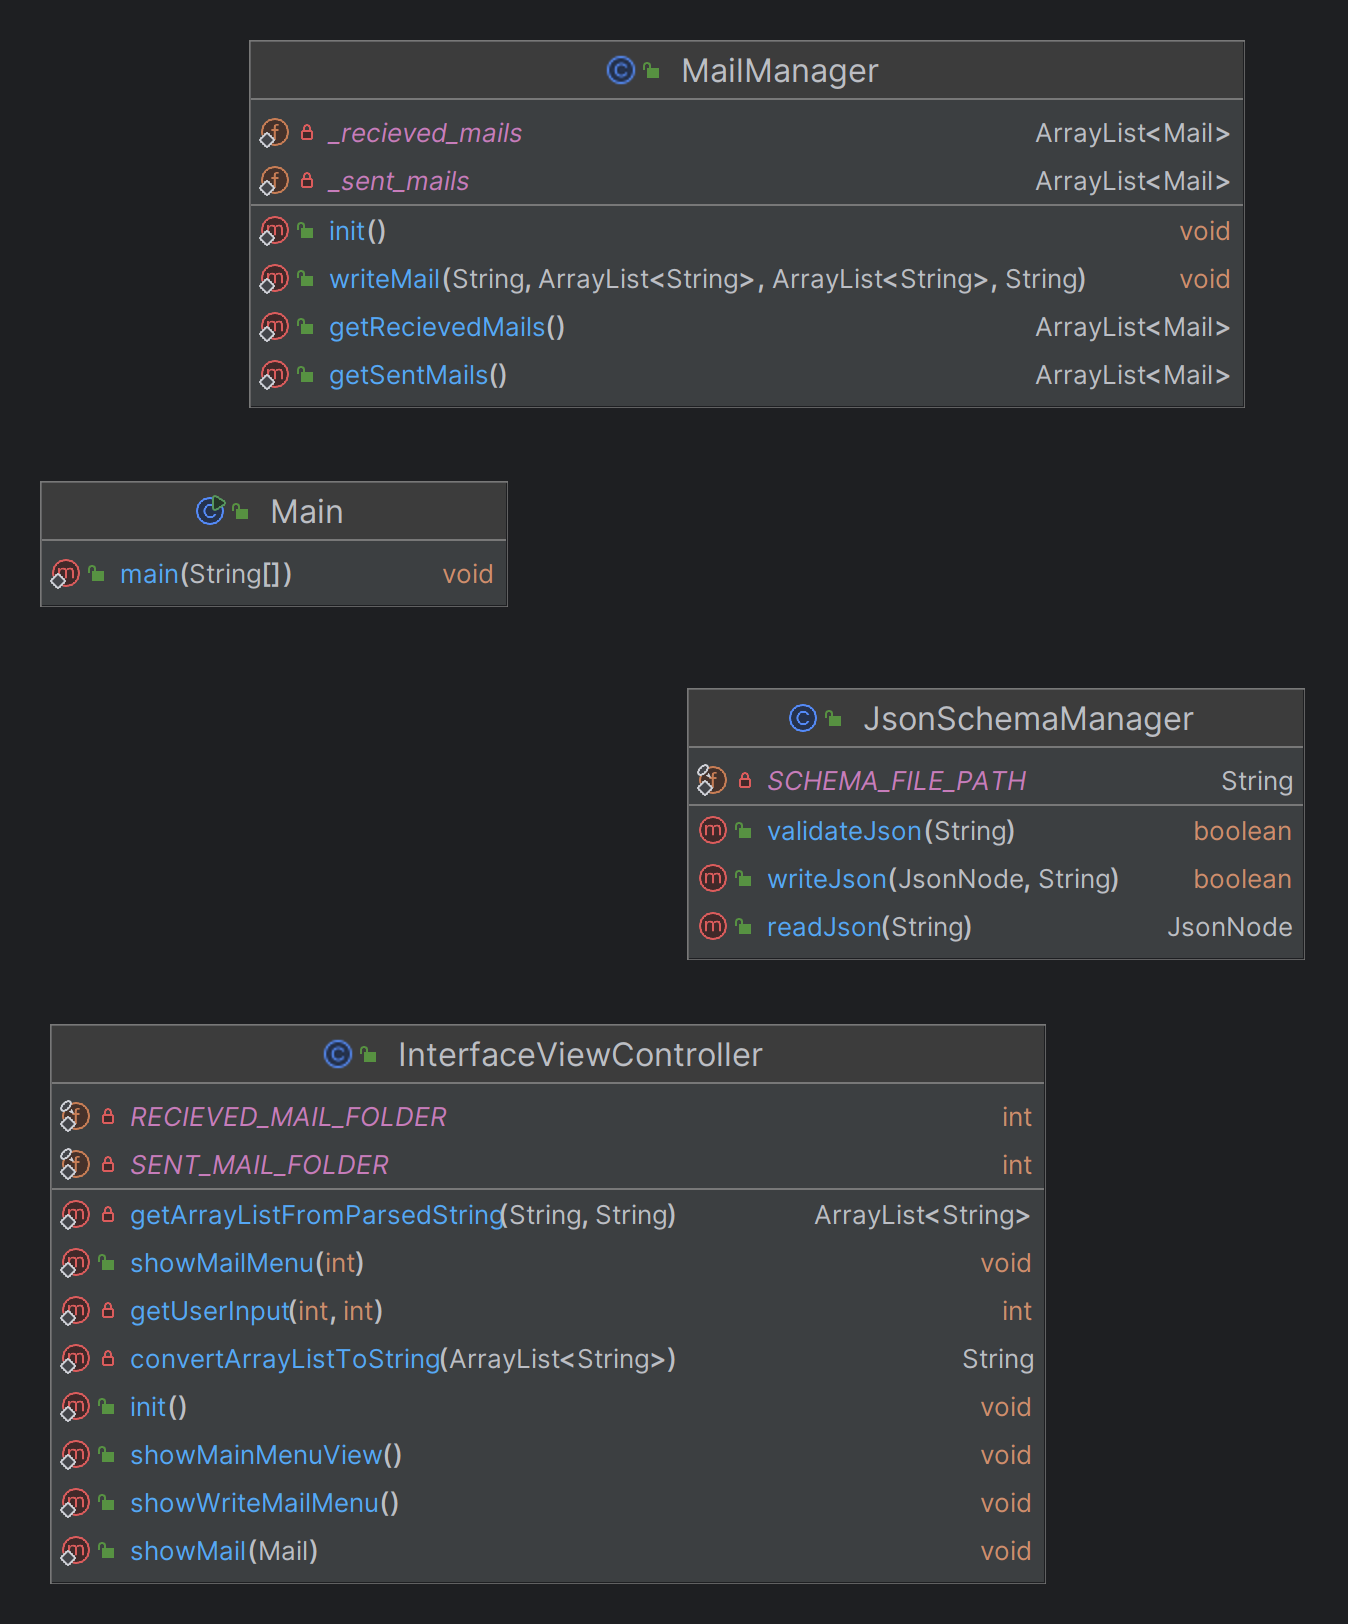 MailManager
_recieved_mails ArrayList<Mail>
_sent_mails ArrayList<Mail>
init() void
writeMail(String, ArrayList<String>, ArrayList<String>, String) void
getRecievedMails() ArrayList<Mail>
getSentMails() ArrayList<Mail>
Main
main(String[]) void
JsonSchemaManager
SCHEMA_FILE_PATH String
validateJson(String) boolean
writeJson(JsonNode, String) boolean
readJson(String) JsonNode
InterfaceViewController
RECIEVED_MAIL_FOLDER int
SENT_MAIL_FOLDER int
getArrayListFromParsedString(String, String) ArrayList<String>
showMailMenu(int) void
getUserInput(int, int) int
convertArrayListToString(ArrayList<String>) String
init() void
showMainMenuView() void
showWriteMailMenu() void
showMail(Mail) void